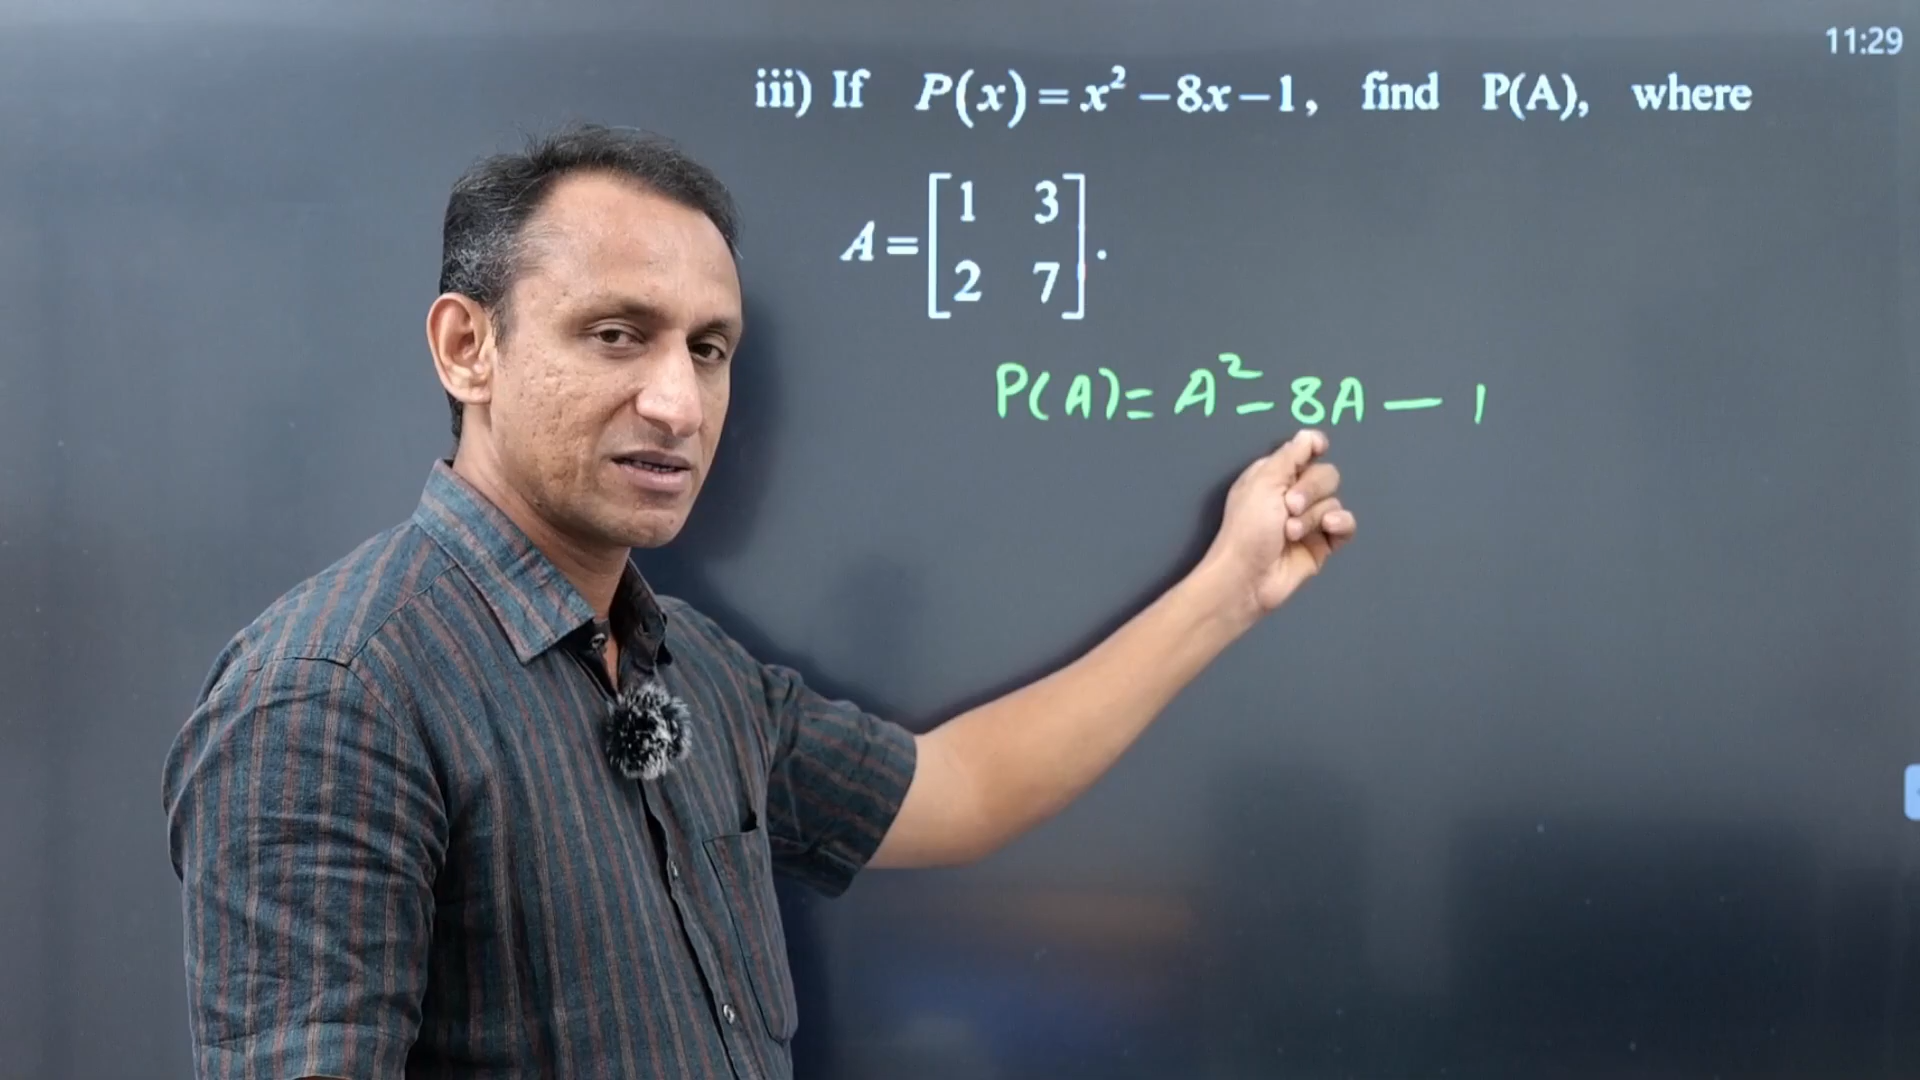 11:29
iii) If P(x) = x² – 8x – 1, find P(A), where
A = [1 3
2 7].
P(A) = A² – 8A – 1